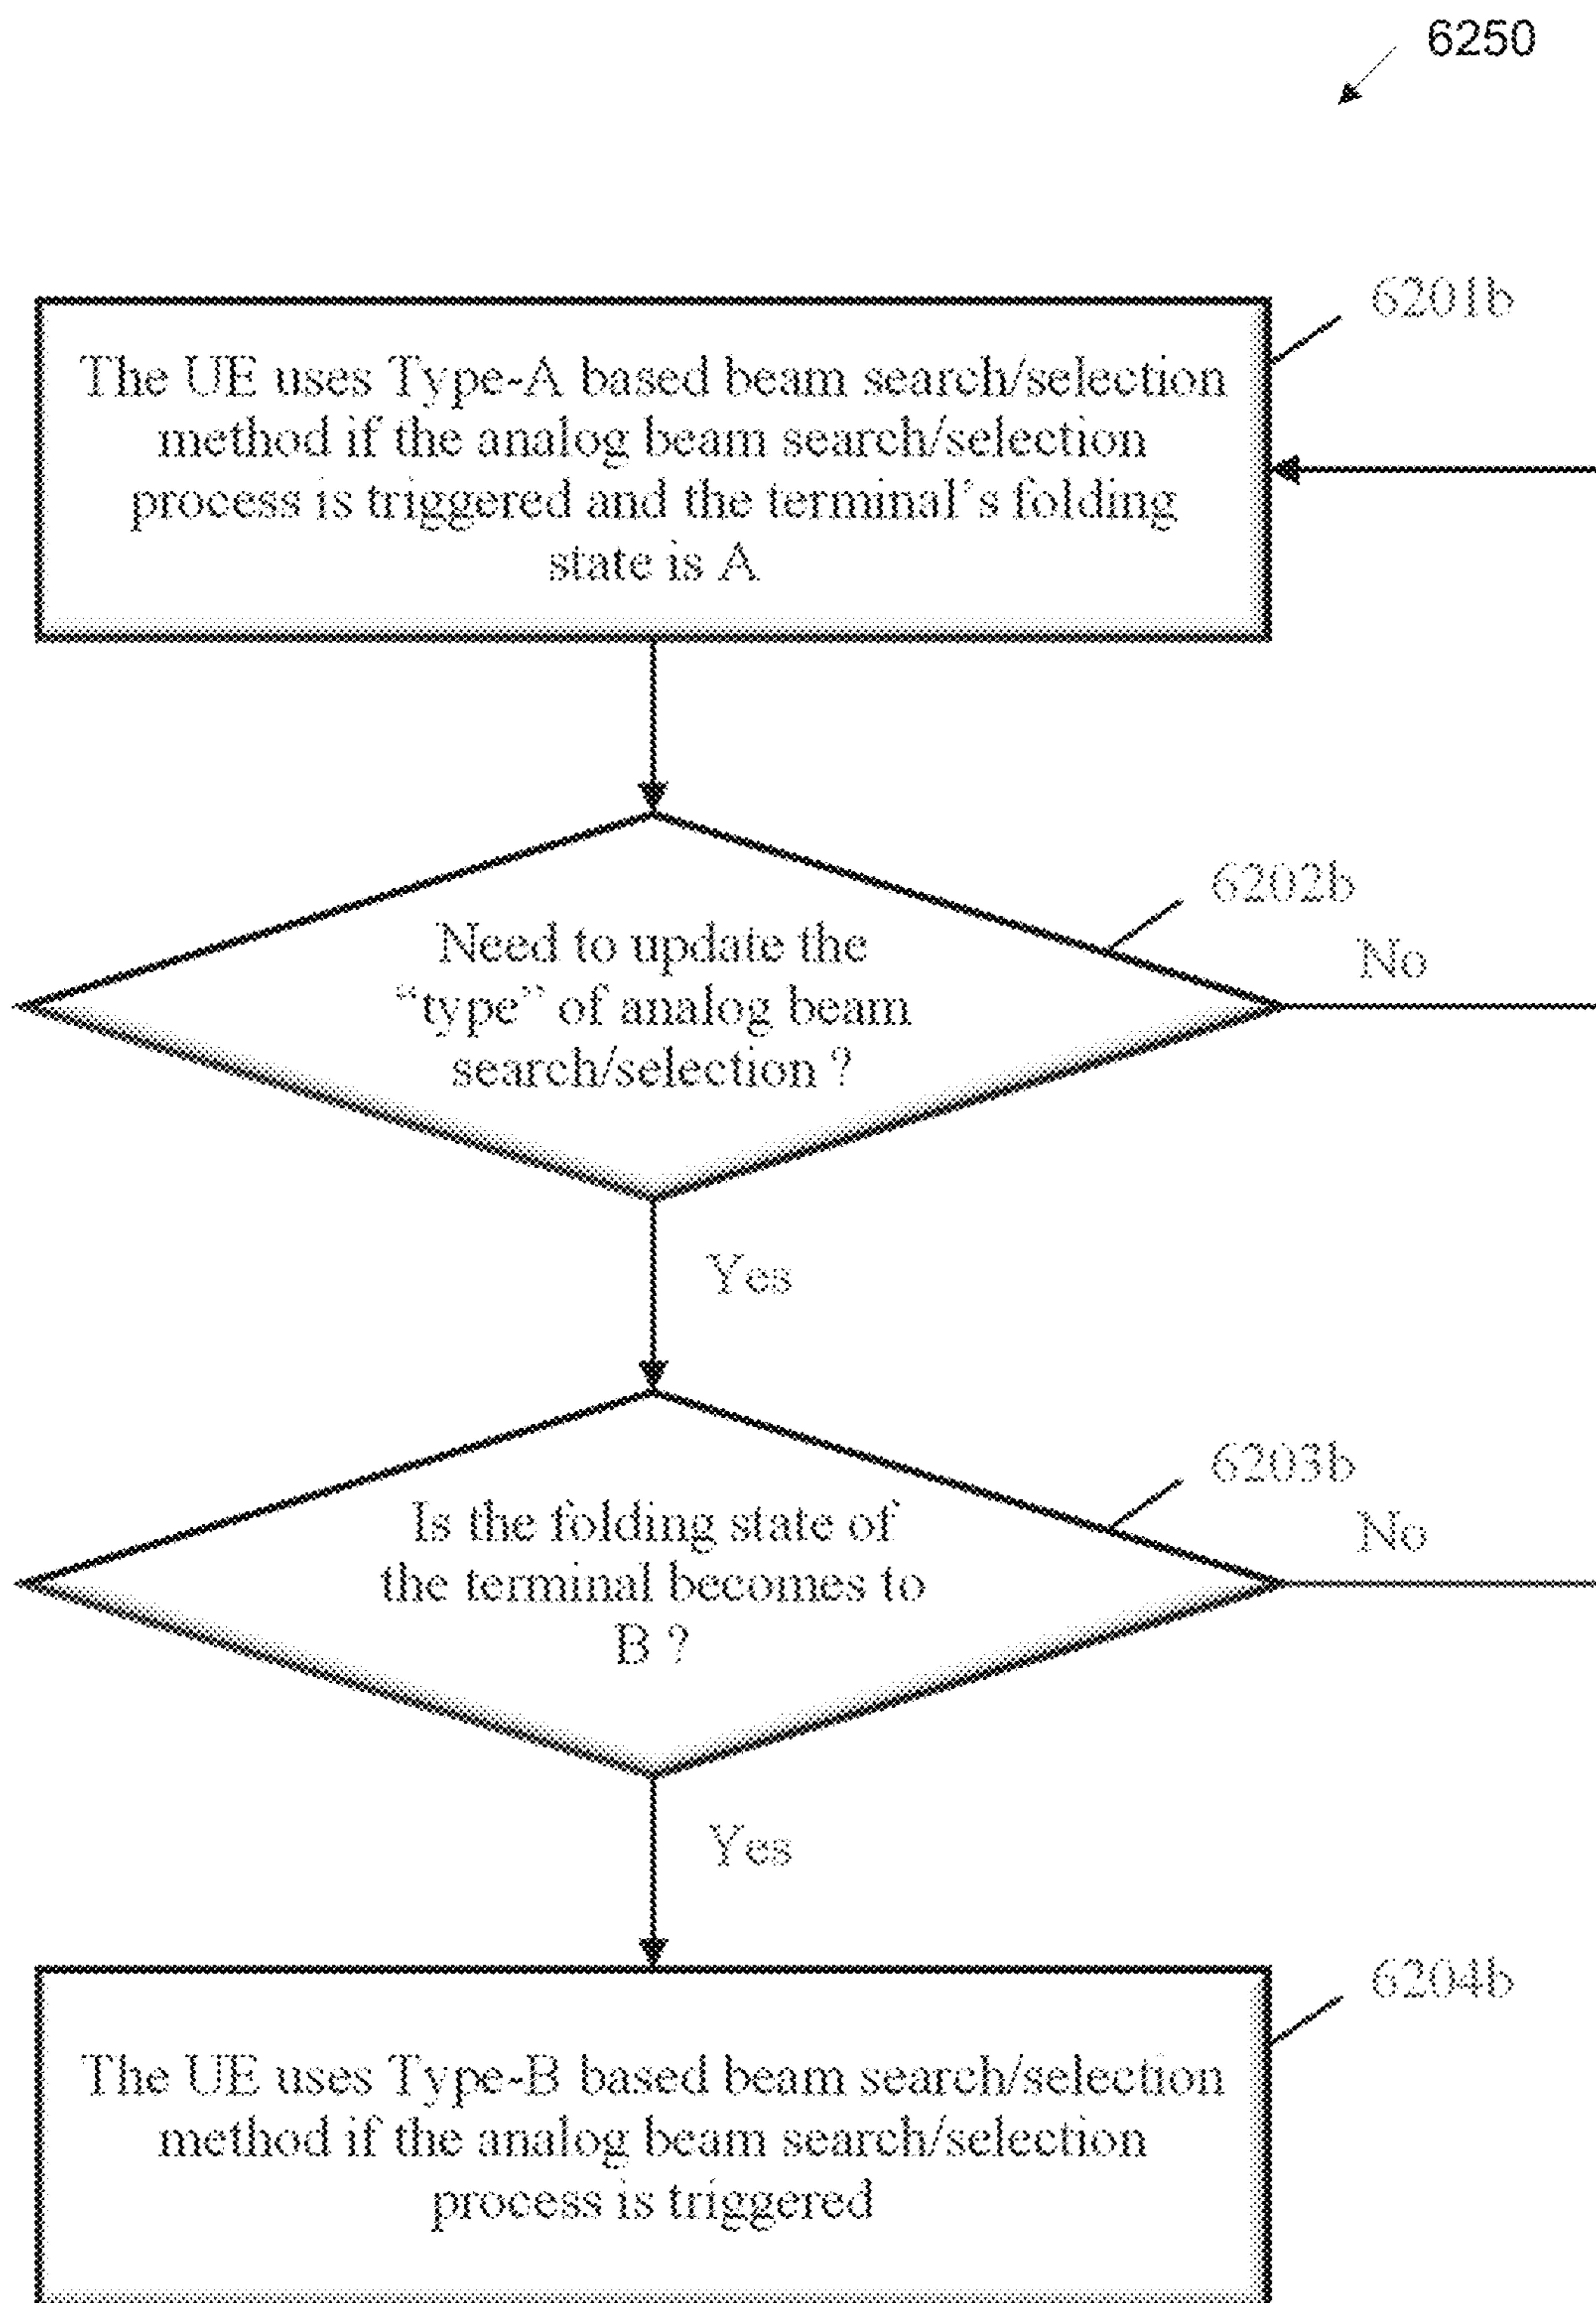 6250
6201b
The UE uses Type-A based beam search/selection
method if the analog beam search/selection
process is triggered and the terminal's folding
state is A
6202b
No
Need to update the
“type” of analog beam
search/selection ?
Yes
6203b
No
Is the folding state of
the terminal becomes to
B ?
Yes
6204b
The UE uses Type-B based beam search/selection
method if the analog beam search/selection
process is triggered